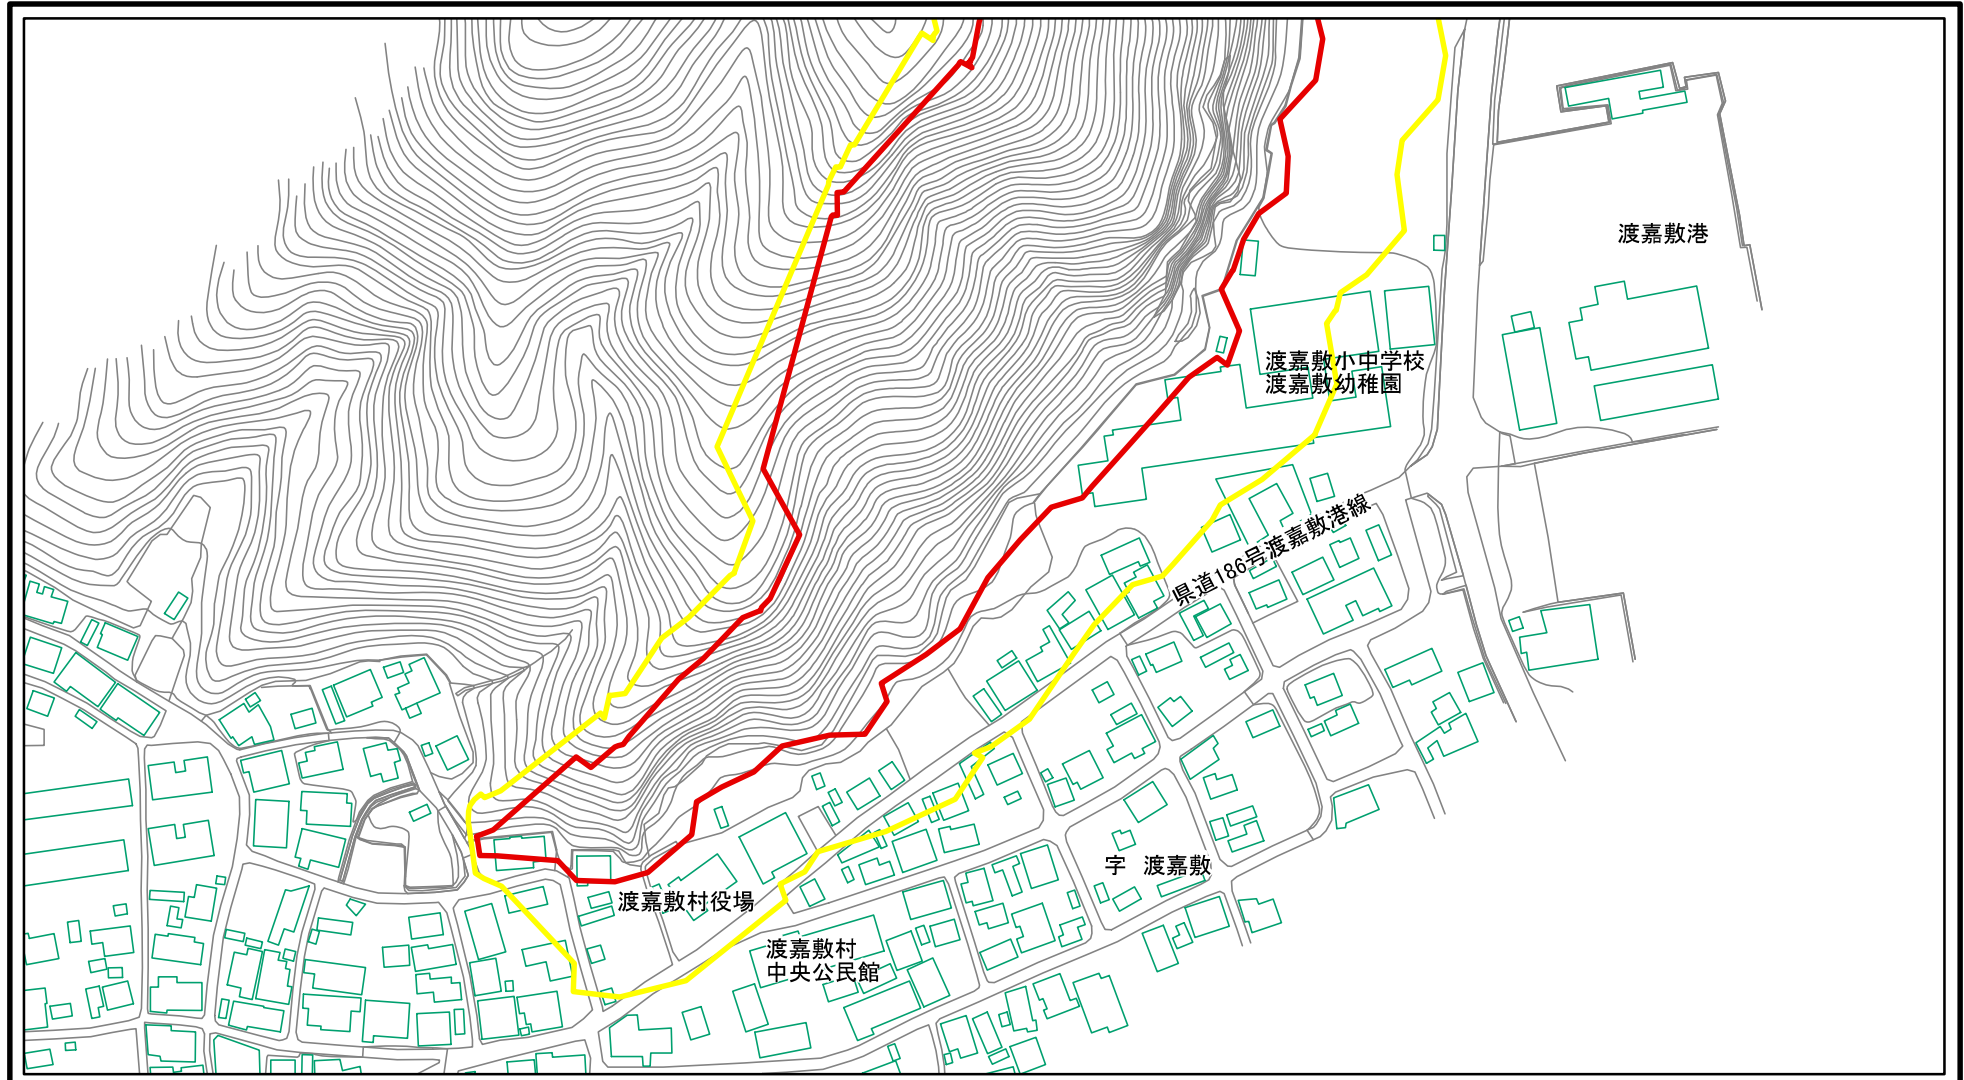 渡嘉敷港
渡嘉敷小中学校
渡嘉敷幼稚園
県道186号渡嘉敷港線
字 渡嘉敷
渡嘉敷村役場
渡嘉敷村
中央公民館